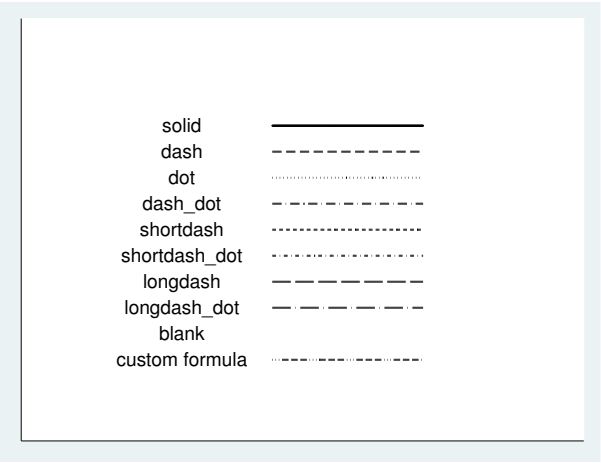 solid
dash
dot
dash_dot
shortdash
shortdash_dot
longdash
longdash_dot
blank
custom formula